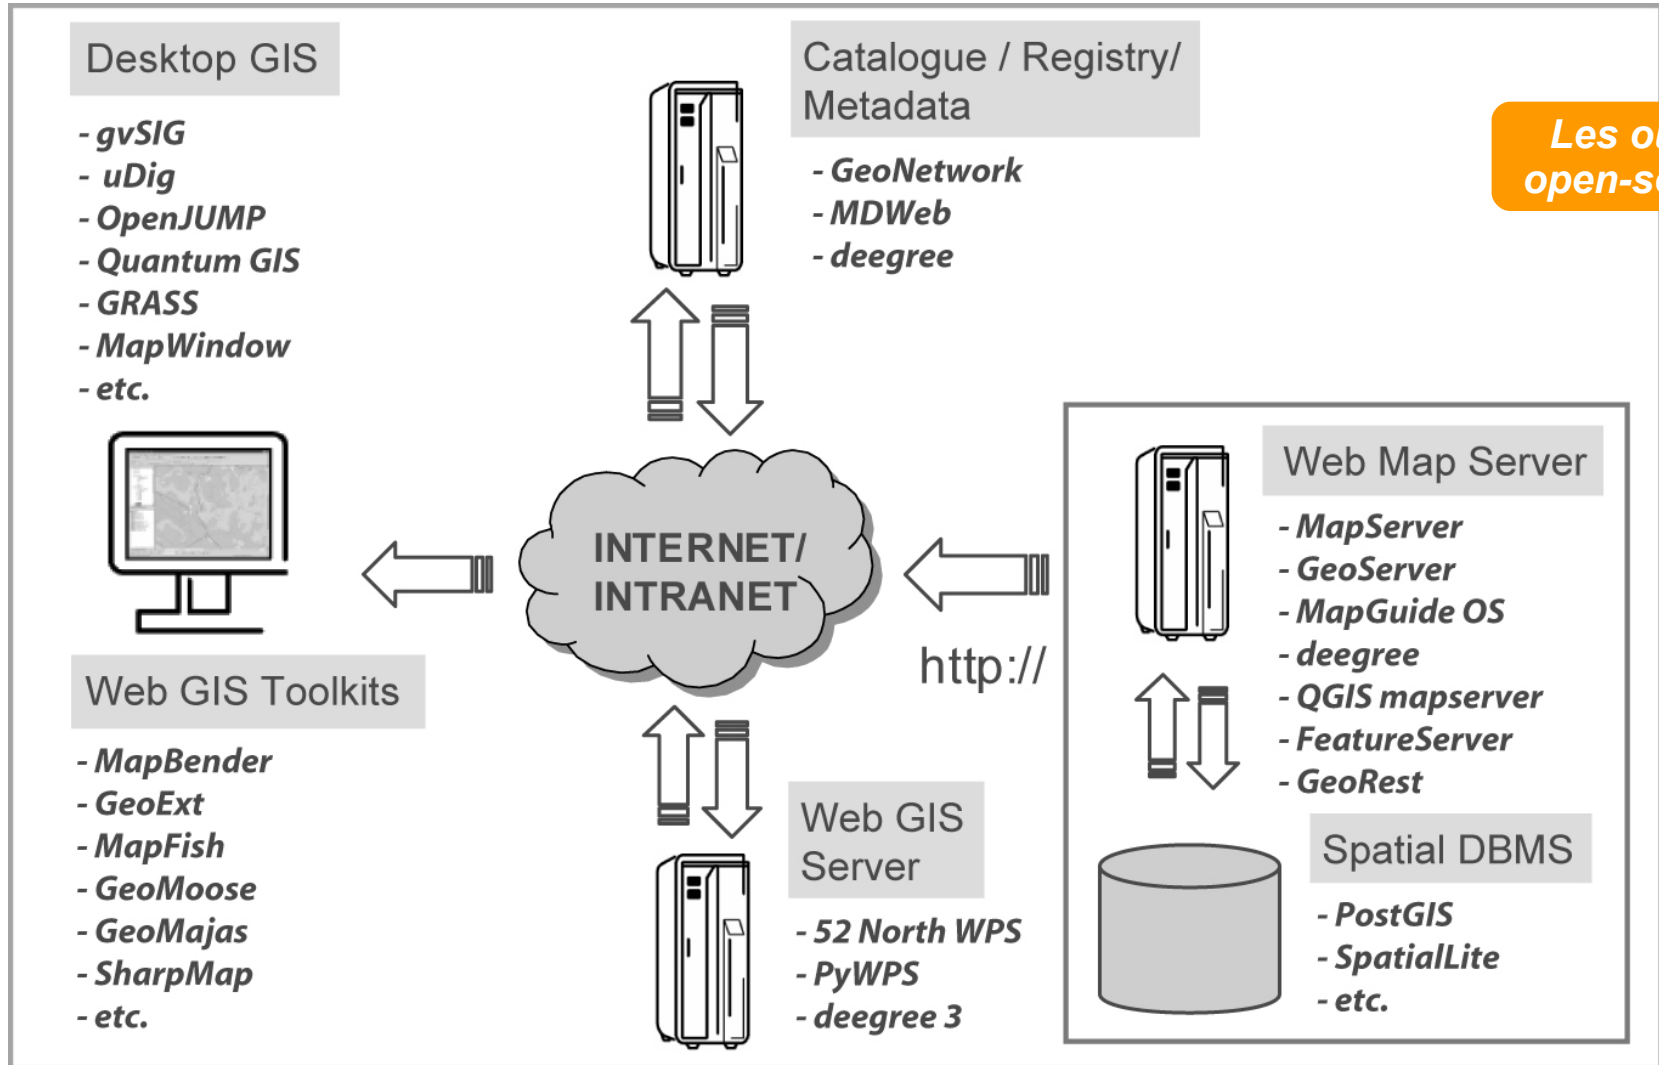 Desktop GIS
- gvSIG
- uDig
- OpenJUMP
- Quantum GIS
- GRASS
- MapWindow
- etc.
Catalogue / Registry/
Metadata
- GeoNetwork
- MDWeb
- deegree
Les
INTERNET/
INTRANET
http://
Web Map Server
- MapServer
- GeoServer
- MapGuide OS
- deegree
- QGIS mapserver
- FeatureServer
- GeoRest
Spatial DBMS
- PostGIS
- SpatialLite
- etc.
Web GIS Toolkits
- MapBender
- GeoExt
- MapFish
- GeoMoose
- GeoMajas
- SharpMap
- etc.
Web GIS
Server
- 52 North WPS
- PyWPS
- deegree 3